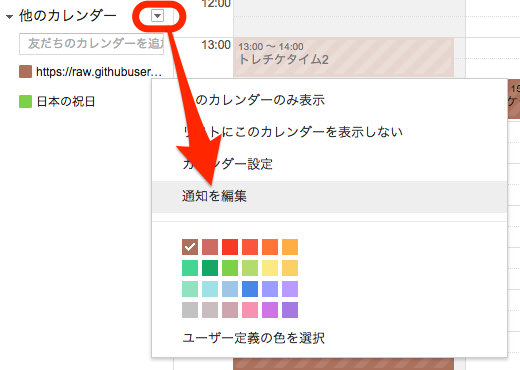 12:00
他のカレンダー
友だちのカレンダーを追加
13:00
13:00 〜 14:00
トレチケタイム2
https://raw.githubuser...
日本の祝日
のカレンダーのみ表示
リストにこのカレンダーを表示しない
カレンダー設定
通知を編集
ユーザー定義の色を選択